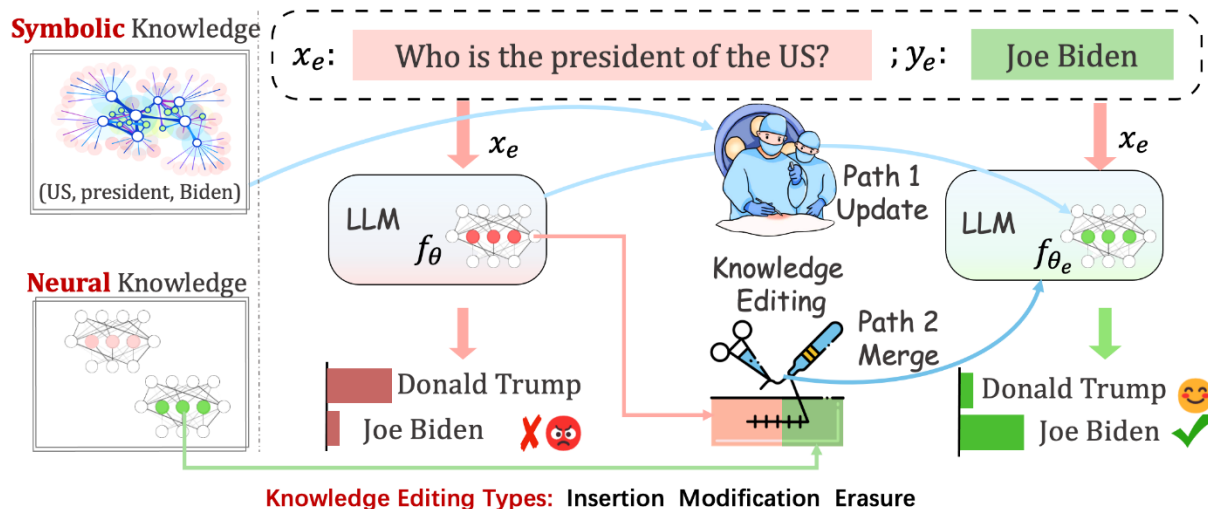 Symbolic Knowledge
(US, president, Biden)
Neural Knowledge
x_e: Who is the president of the US? ; y_e: Joe Biden
x_e
LLM
f_θ
Donald Trump
Joe Biden
Path 1
Update
Knowledge
Editing
Path 2
Merge
x_e
LLM
f_θ_e
Donald Trump
Joe Biden
Knowledge Editing Types: Insertion Modification Erasure